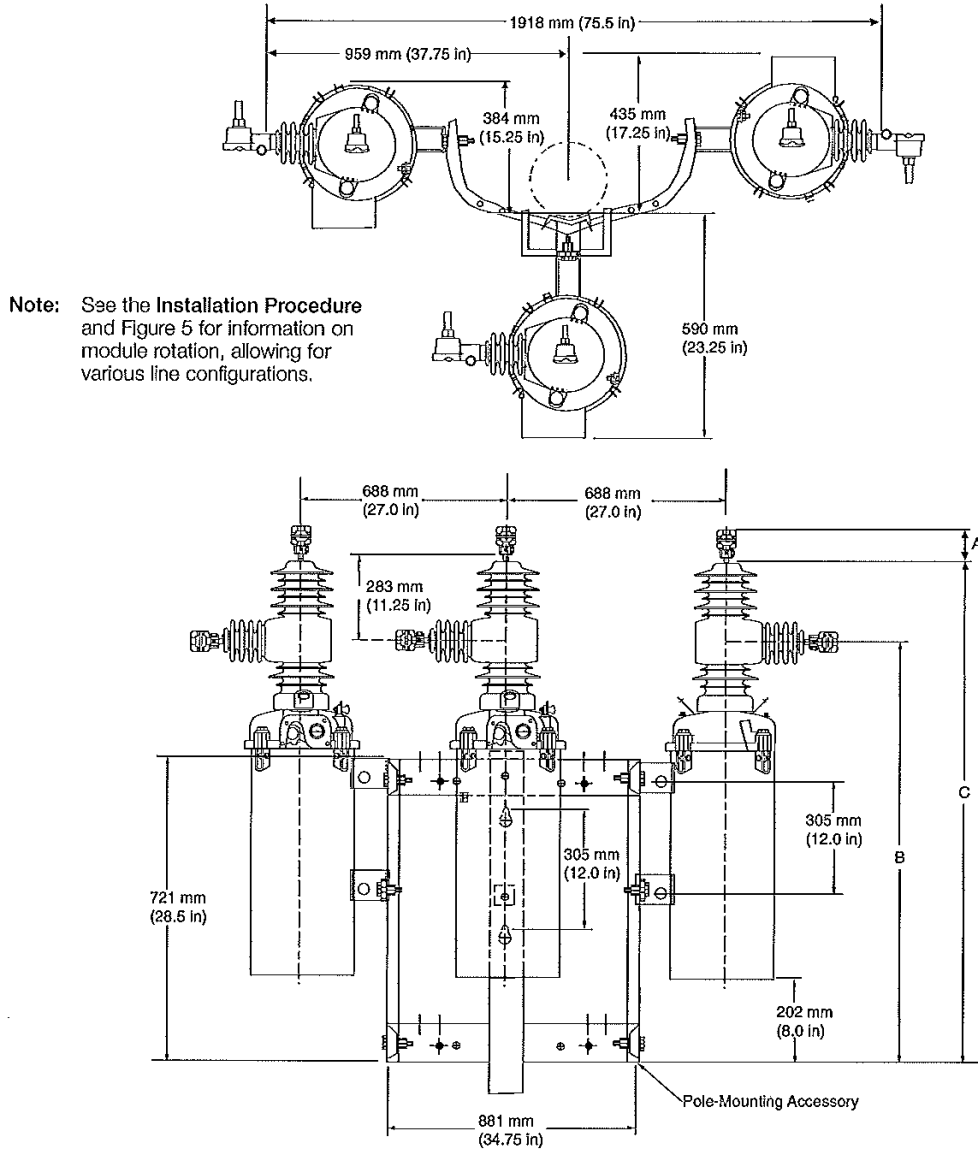 1918 mm (75.5 in)
959 mm (37.75 in)
384 mm
(15.25 in)
435 mm
(17.25 in)
Note: See the Installation Procedure
and Figure 5 for information on
module rotation, allowing for
various line configurations.
590 mm
(23.25 in)
688 mm
(27.0 in)
688 mm
(27.0 in)
A
283 mm
(11.25 in)
C
305 mm
(12.0 in)
B
305 mm
(12.0 in)
721 mm
(28.5 in)
202 mm
(8.0 in)
Pole-Mounting Accessory
881 mm
(34.75 in)